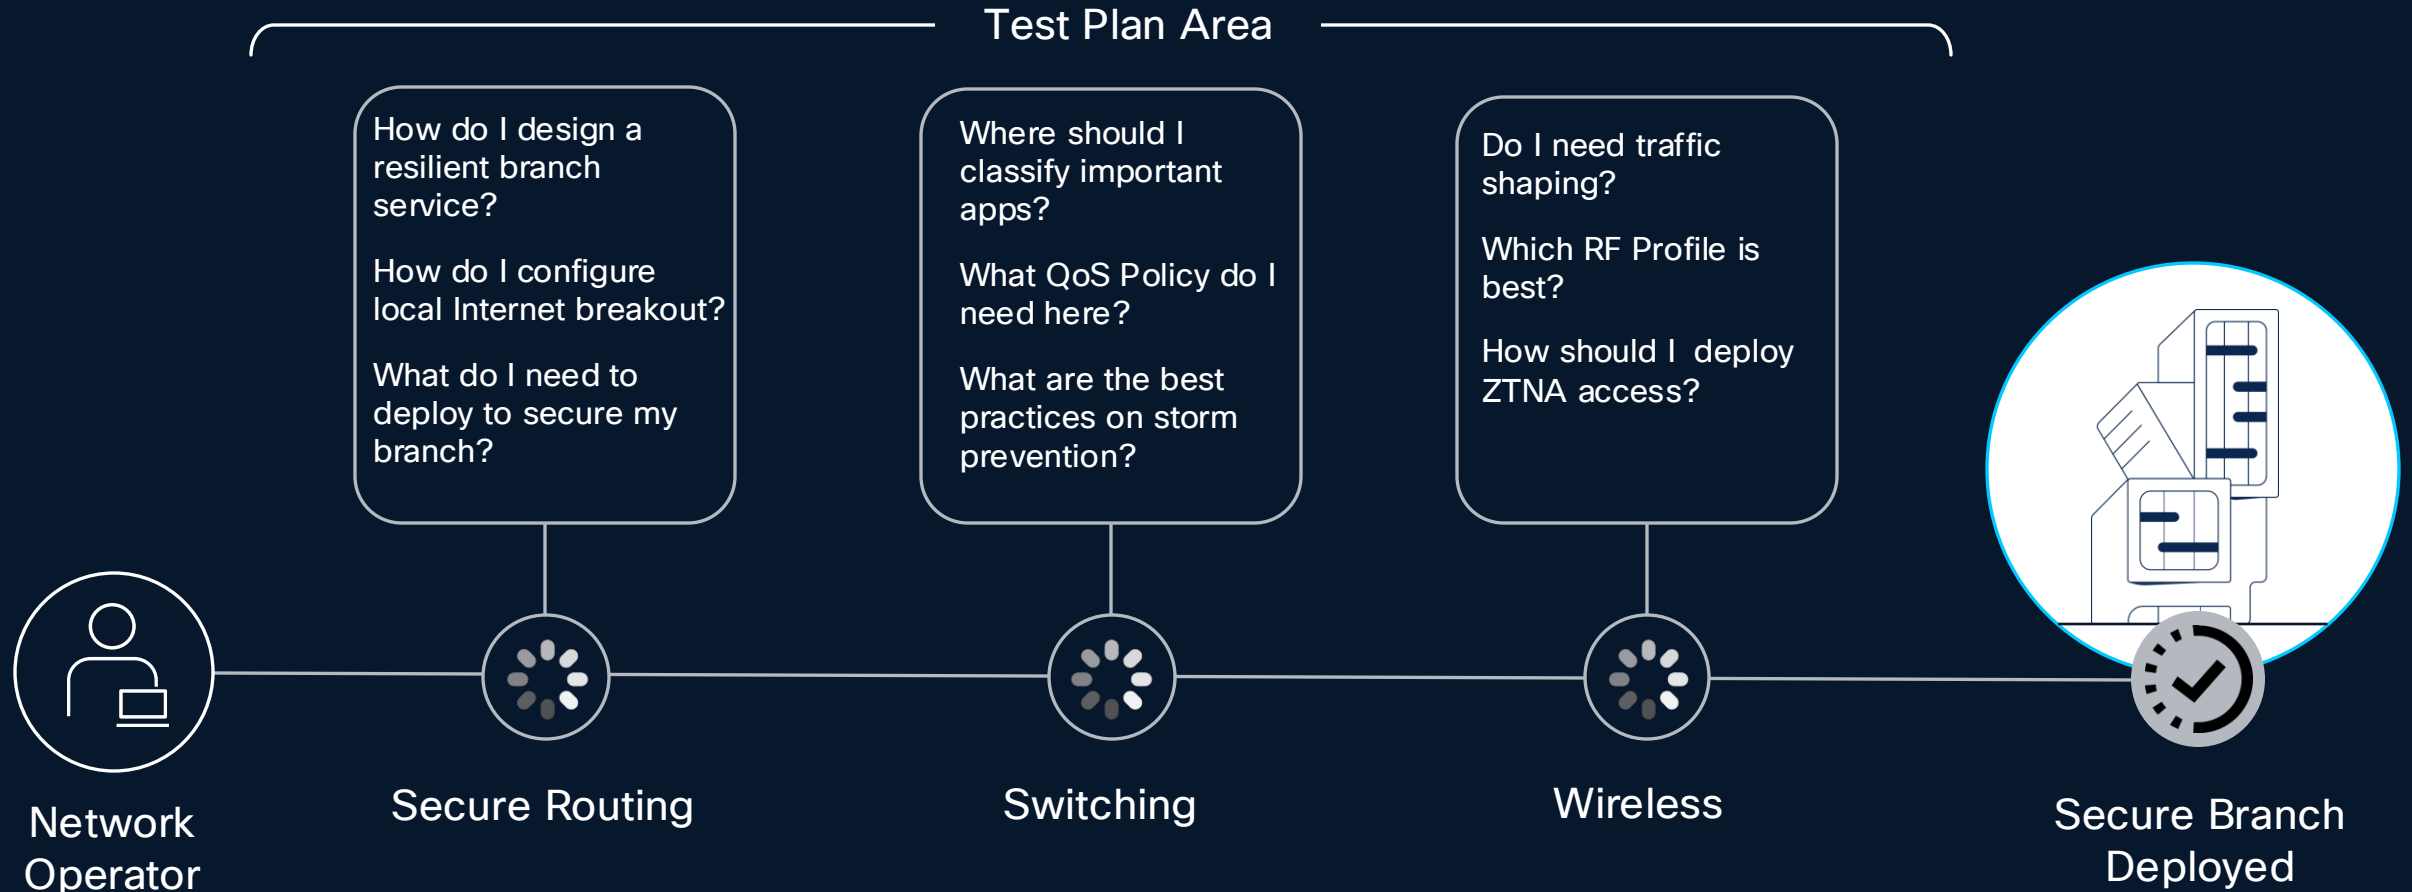 Test Plan Area
How do I design a
resilient branch
service?
How do I configure
local Internet breakout?
What do I need to
deploy to secure my
branch?
Where should I
classify important
apps?
What QoS Policy do I
need here?
What are the best
practices on storm
prevention?
Do I need traffic
shaping?
Which RF Profile is
best?
How should I deploy
ZTNA access?
Network
Operator
Secure Routing
Switching
Wireless
Secure Branch
Deployed